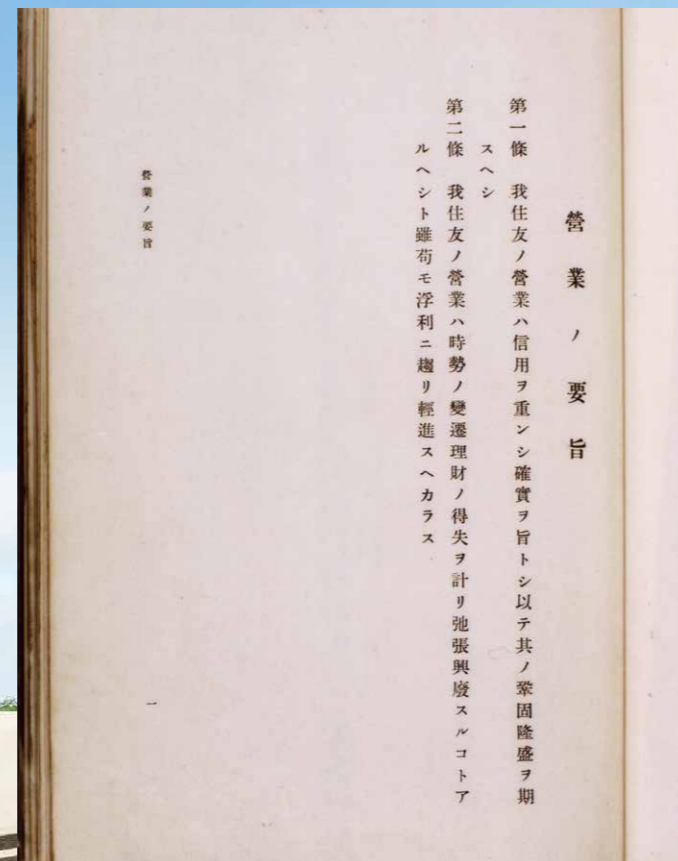 營業ノ要旨
第一條　我住友ノ營業ハ信用ヲ重ンシ確實ヲ旨トシ以テ其ノ鞏固隆盛ヲ期
スヘシ
第二條　我住友ノ營業ハ時勢ノ變遷理財ノ得失ヲ計リ弛張興廢スルコトア
ルヘシト雖苟モ浮利ニ趨リ輕進スヘカラス
營業ノ要旨
一